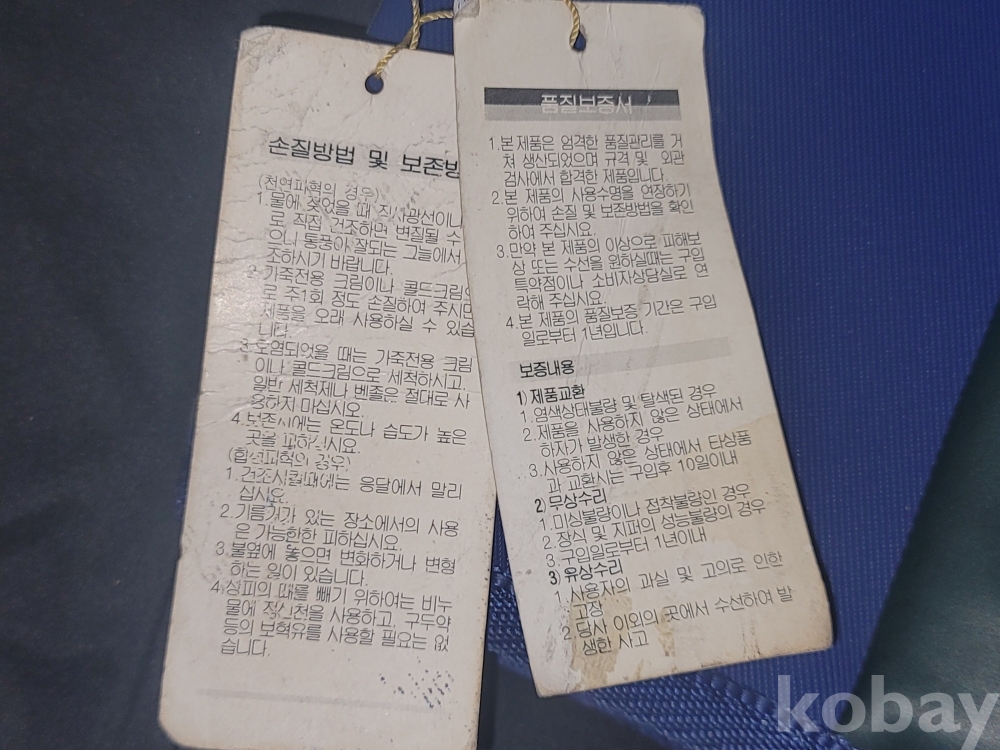 손질방법 및 보존방
(천연피혁의 경우)
1.물에 젖었을 때 직사광선이나
로 직접 건조하면 변질될 수
으니 통풍이 잘되는 그늘에서
조하시기 바랍니다.
2.가죽전용 크림이나 콜드크림으
로 주1회 정도 손질하여 주시면
제품을 오래 사용하실 수 있습
니다.
3.오염되었을 때는 가죽전용 크림
이나 콜드크림으로 세척하시고,
일반 세척제나 벤졸은 절대로 사
용하지 마십시오.
4.보존시에는 온도나 습도가 높은
곳을 피하십시요.
(합성피혁의 경우)
1.건조시킬때에는 응달에서 말리
십시요.
2.기름기가 있는 장소에서의 사용
은 가능한한 피하십시요.
3.불옆에 놓으면 변화하거나 변형
하는 일이 있습니다.
4.상피의 때를 빼기 위하여는 비누
물에 적신천을 사용하고, 구두약
등의 보혁유를 사용할 필요는 없
습니다.
품질보증서
1.본 제품은 엄격한 품질관리를 거
쳐 생산되었으며 규격 및 외관
검사에서 합격한 제품입니다.
2.본 제품의 사용수명을 연장하기
위하여 손질 및 보존방법을 확인
하여 주십시요.
3.만약 본 제품의 이상으로 피해보
상 또는 수선을 원하실때는 구입
특약점이나 소비자상담실로 연
락해 주십시요.
4.본 제품의 품질보증 기간은 구입
일로부터 1년입니다.
보증내용
1) 제품교환
1.염색상태불량 및 탈색된 경우
2.제품을 사용하지 않은 상태에서
하자가 발생한 경우
3.사용하지 않은 상태에서 타상품
과 교환시는 구입후 10일이내
2) 무상수리
1.미싱불량이나 접착불량인 경우
2.장식 및 지퍼의 성능불량의 경우
3.구입일로부터 1년이내
3) 유상수리
1.사용자의 과실 및 고의로 인한
고장
2.당사 이외의 곳에서 수선하여 발
생한 사고
kobay